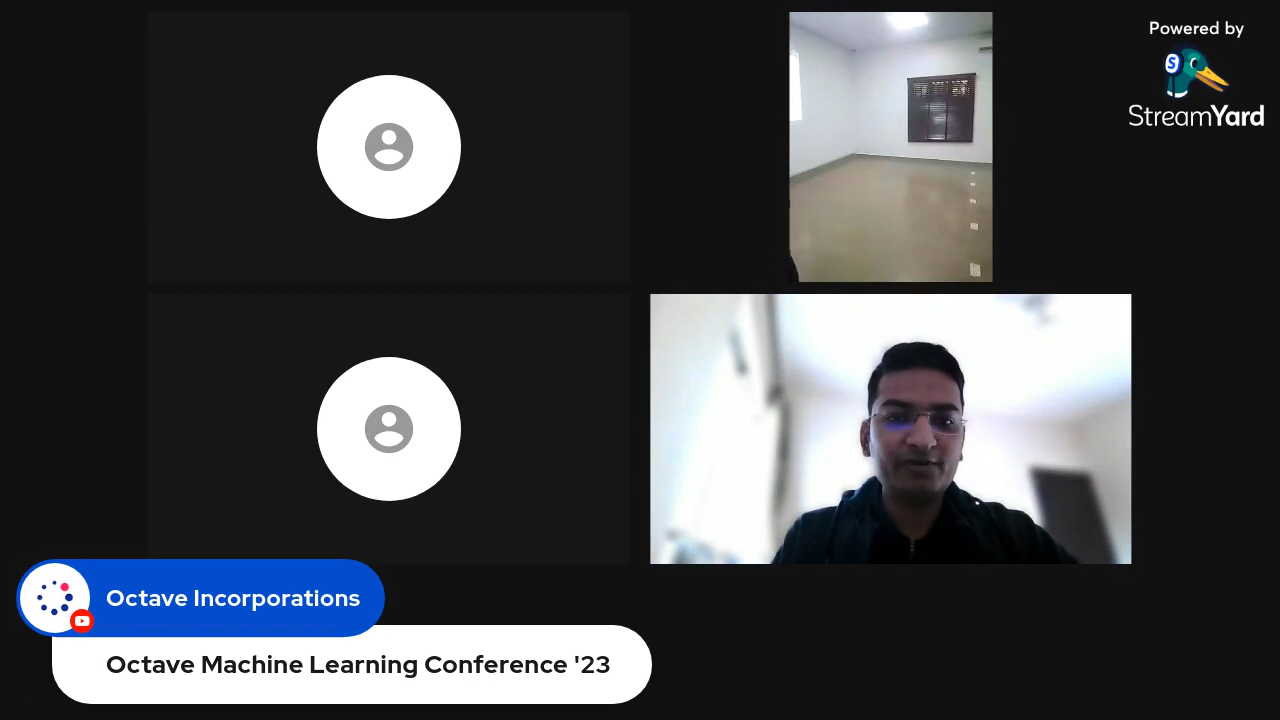 Powered by
S
StreamYard
Octave Incorporations
Octave Machine Learning Conference '23